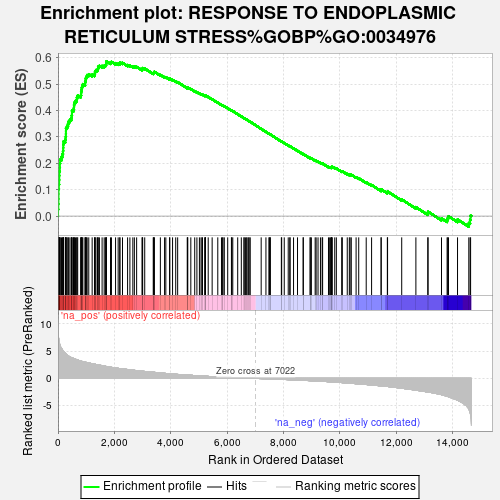 Enrichment plot: RESPONSE TO ENDOPLASMIC
RETICULUM STRESS%GOBP%GO:0034976
Enrichment score (ES)
0.6
0.5
0.4
0.3
0.2
0.1
0.0
'na_pos' (positively correlated)
Ranked list metric (PreRanked)
10
5
0
-5
Zero cross at 7022
'na_neg' (negatively correlated)
0
2,000
4,000
6,000
8,000
10,000
12,000
14,000
Rank in Ordered Dataset
Enrichment profile
Hits
Ranking metric scores